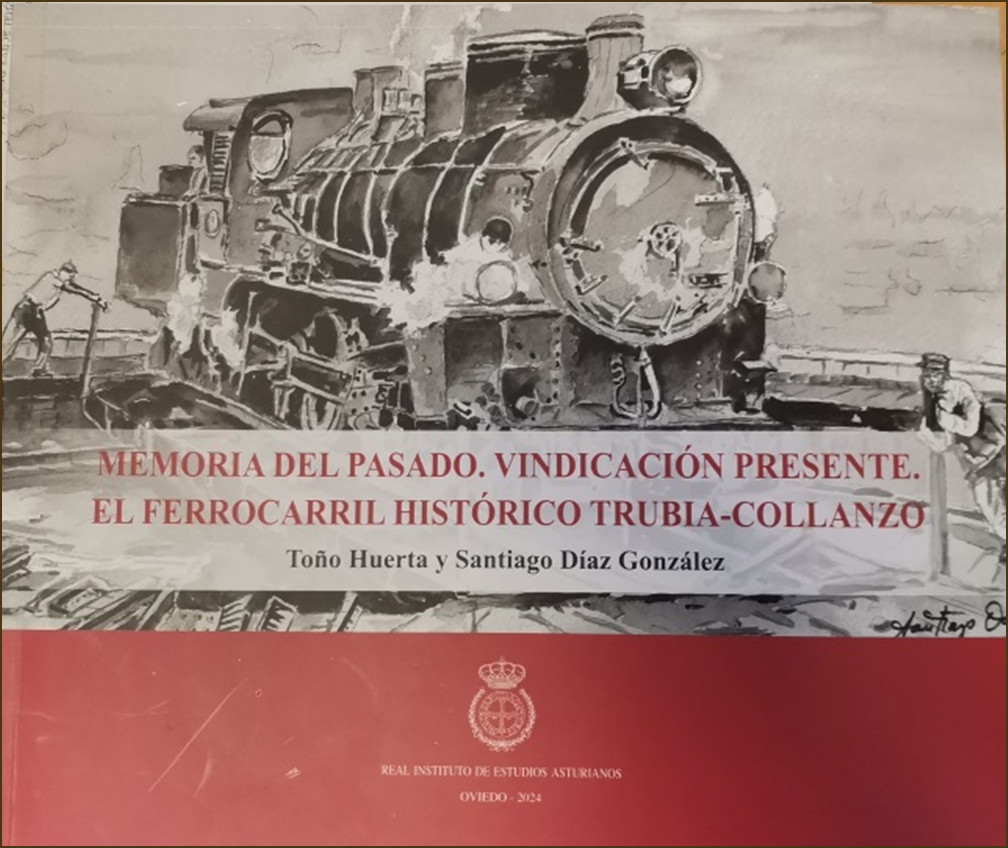 MEMORIA DEL PASADO. VINDICACIÓN PRESENTE.
EL FERROCARRIL HISTÓRICO TRUBIA-COLLANZO
Toño Huerta y Santiago Díaz González
Santiago
REAL INSTITUTO DE ESTUDIOS ASTURIANOS
OVIEDO - 2024